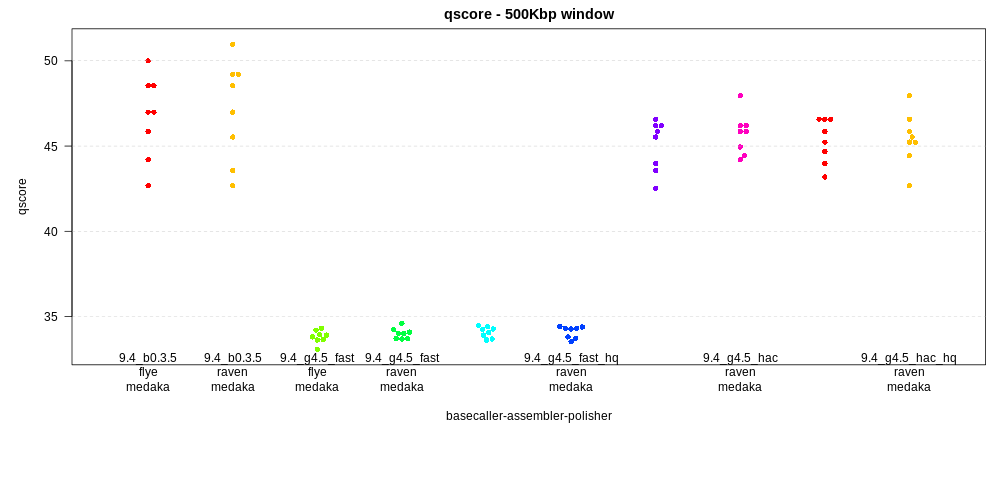 qscore - 500Kbp window
qscore
50
45
40
35
9.4_b0.3.5 flye medaka
9.4_b0.3.5 raven medaka
9.4_g4.5_fast flye medaka
9.4_g4.5_fast raven medaka
9.4_g4.5_fast_hq raven medaka
9.4_g4.5_hac raven medaka
9.4_g4.5_hac_hq raven medaka
basecaller-assembler-polisher